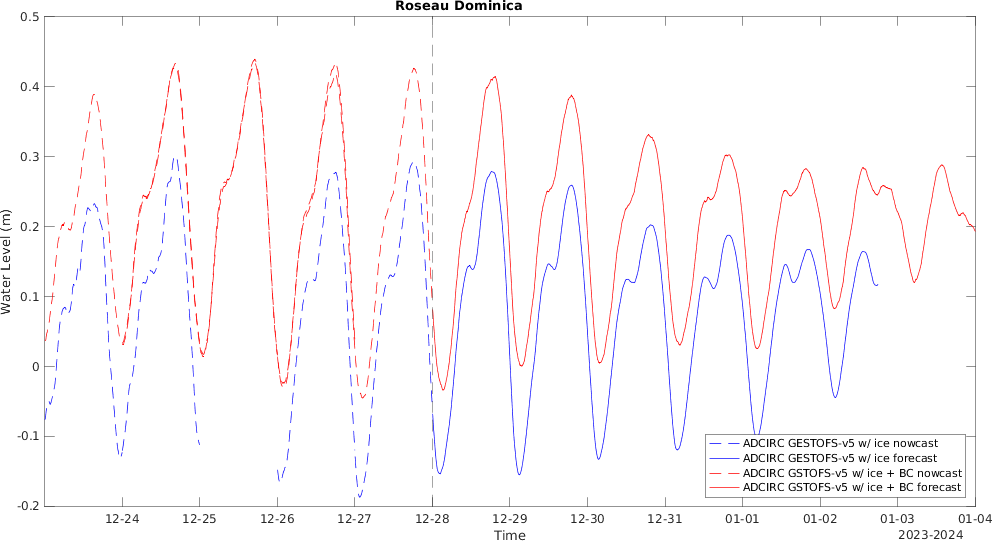 Roseau Dominica
0.5
0.4
0.3
0.2
0.1
0
-0.1
-0.2
Water Level (m)
12-24 12-25 12-26 12-27 12-28 12-29 12-30 12-31 01-01 01-02 01-03 01-04
Time
2023-2024
ADCIRC GESTOFS-v5 w/ ice nowcast
ADCIRC GESTOFS-v5 w/ ice forecast
ADCIRC GSTOFS-v5 w/ ice + BC nowcast
ADCIRC GSTOFS-v5 w/ ice + BC forecast